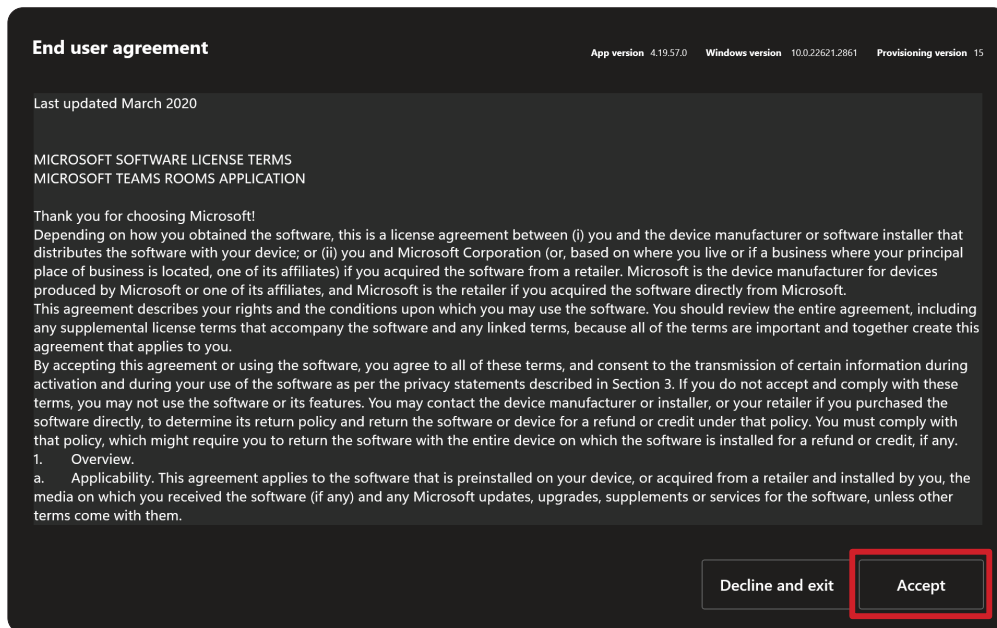 End user agreement
App version 4.19.57.0 Windows version 10.0.22621.2861 Provisioning version 15
Last updated March 2020
MICROSOFT SOFTWARE LICENSE TERMS
MICROSOFT TEAMS ROOMS APPLICATION
Thank you for choosing Microsoft!
Depending on how you obtained the software, this is a license agreement between (i) you and the device manufacturer or software installer that
distributes the software with your device; or (ii) you and Microsoft Corporation (or, based on where you live or if a business where your principal
place of business is located, one of its affiliates) if you acquired the software from a retailer. Microsoft is the device manufacturer for devices
produced by Microsoft or one of its affiliates, and Microsoft is the retailer if you acquired the software directly from Microsoft.
This agreement describes your rights and the conditions upon which you may use the software. You should review the entire agreement, including
any supplemental license terms that accompany the software and any linked terms, because all of the terms are important and together create this
agreement that applies to you.
By accepting this agreement or using the software, you agree to all of these terms, and consent to the transmission of certain information during
activation and during your use of the software as per the privacy statements described in Section 3. If you do not accept and comply with these
terms, you may not use the software or its features. You may contact the device manufacturer or installer, or your retailer if you purchased the
software directly, to determine its return policy and return the software or device for a refund or credit under that policy. You must comply with
that policy, which might require you to return the software with the entire device on which the software is installed for a refund or credit, if any.
1. Overview.
a. Applicability. This agreement applies to the software that is preinstalled on your device, or acquired from a retailer and installed by you, the
media on which you received the software (if any) and any Microsoft updates, upgrades, supplements or services for the software, unless other
terms come with them.
Decline and exit
Accept